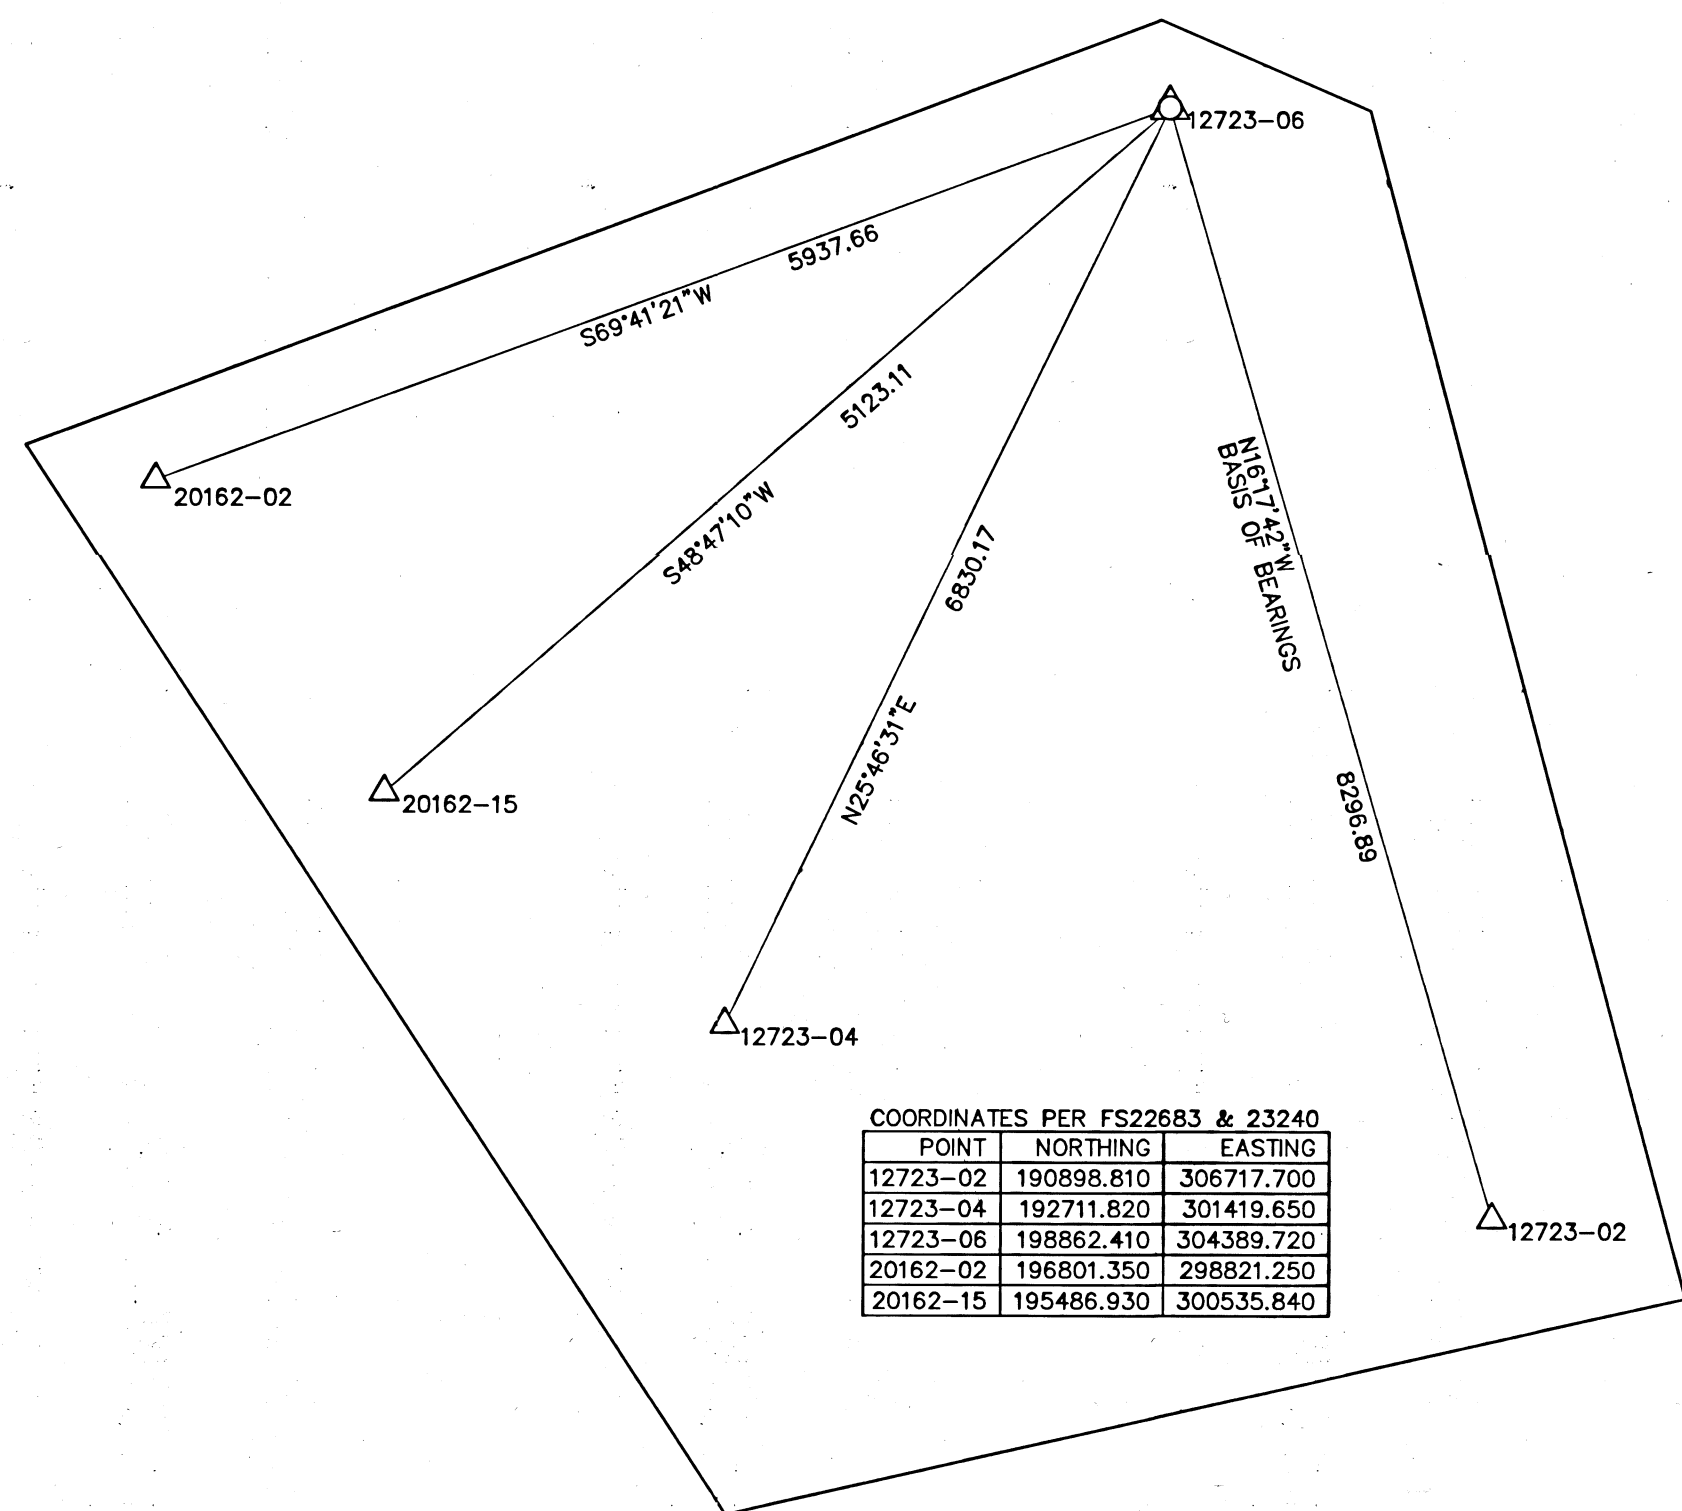 12723-06
5937.66
S69°41'21"W
5123.11
S48°47'10"W
20162-02
N16°17'42"W
BASIS OF BEARINGS
6830.17
N25°46'31"E
20162-15
8296.89
12723-04
COORDINATES PER FS22683 & 23240
POINT NORTHING EASTING
12723-02 190898.810 306717.700
12723-04 192711.820 301419.650
12723-06 198862.410 304389.720
20162-02 196801.350 298821.250
20162-15 195486.930 300535.840
12723-02